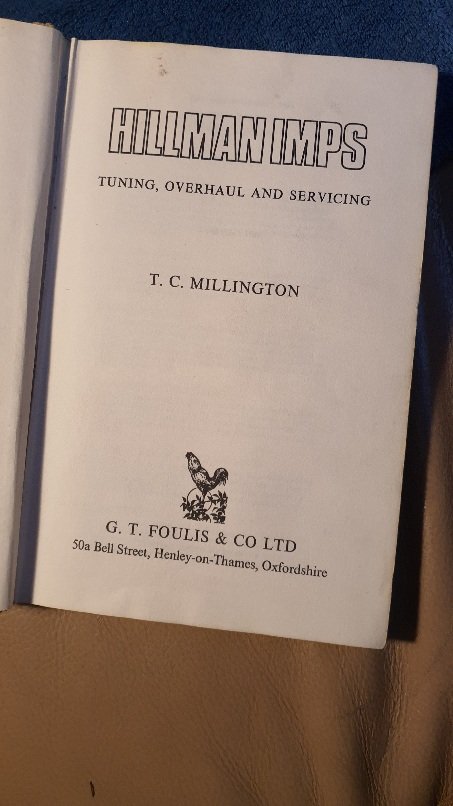 HILLMAN IMPS
TUNING, OVERHAUL AND SERVICING
T. C. MILLINGTON
G. T. FOULIS & CO LTD
50a Bell Street, Henley-on-Thames, Oxfordshire